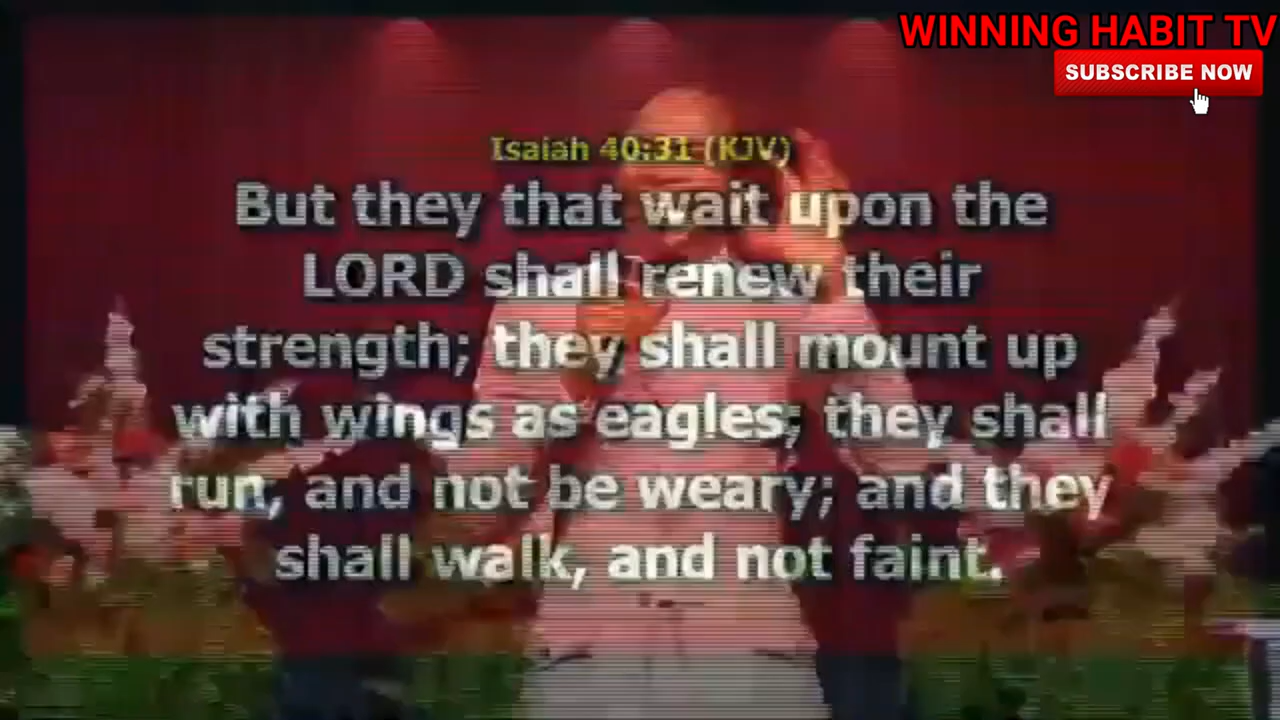 WINNING HABIT TV
SUBSCRIBE NOW
Isaiah 40:31 (KJV)
But they that wait upon the
LORD shall renew their
strength; they shall mount up
with wings as eagles; they shall
run, and not be weary; and they
shall walk, and not faint.